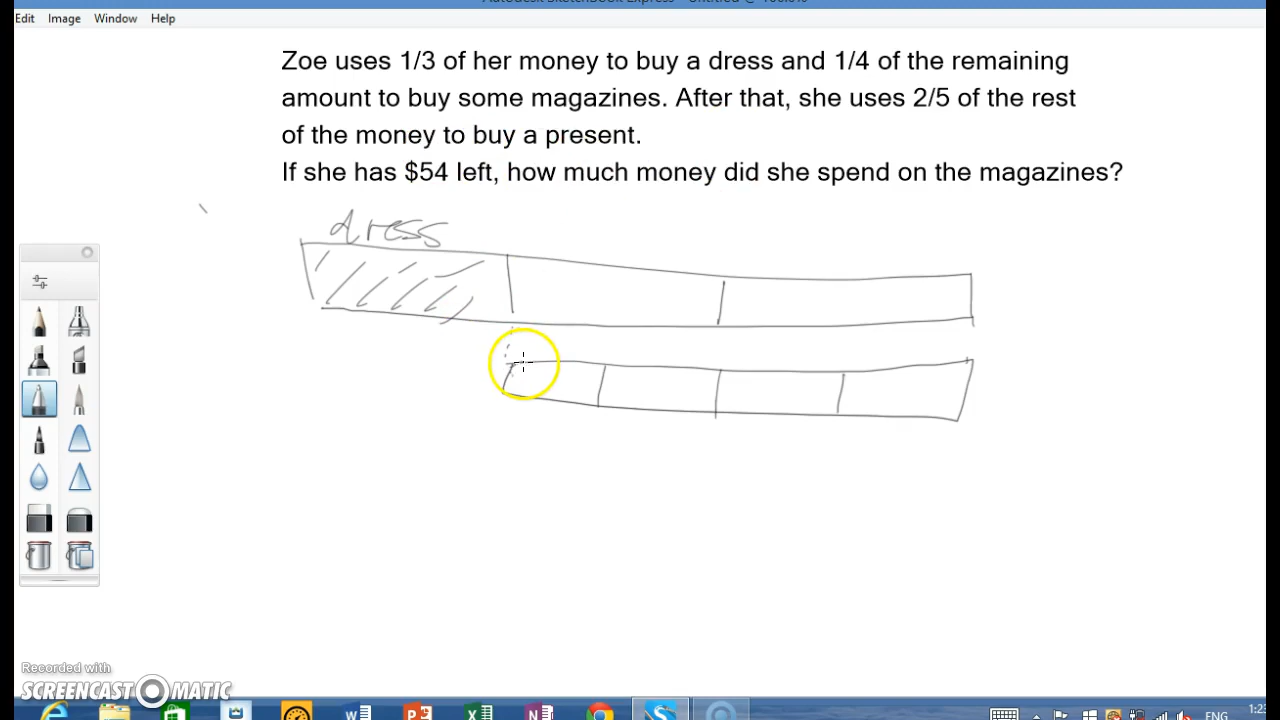 Edit Image Window Help
Zoe uses 1/3 of her money to buy a dress and 1/4 of the remaining
amount to buy some magazines. After that, she uses 2/5 of the rest
of the money to buy a present.
If she has $54 left, how much money did she spend on the magazines?
dress
Recorded with
SCREENCAST MATIC
ENG
1:23